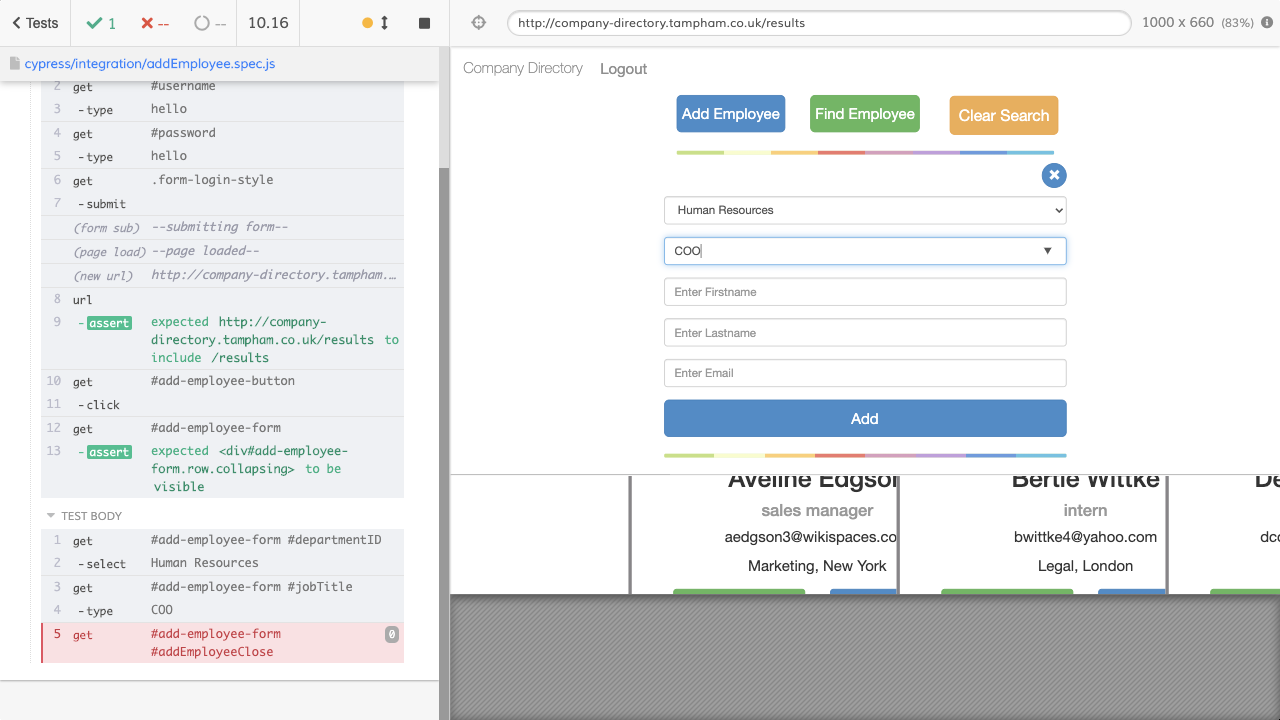 Tests
1
--
--
10.16
http://company-directory.tampham.co.uk/results
1000 x 660 (83%)
cypress/integration/addEmployee.spec.js
2 get #username
3 -type hello
4 get #password
5 -type hello
6 get .form-login-style
7 -submit
(form sub) --submitting form--
(page load) --page loaded--
(new url) http://company-directory.tampham.…
8 url
9 -assert expected http://company-
directory.tampham.co.uk/results to
include /results
10 get #add-employee-button
11 -click
12 get #add-employee-form
13 -assert expected <div#add-employee-
form.row.collapsing> to be
visible
TEST BODY
1 get #add-employee-form #departmentID
2 -select Human Resources
3 get #add-employee-form #jobTitle
4 -type COO
5 get #add-employee-form 0
#addEmployeeClose
Company Directory Logout
Add Employee Find Employee Clear Search
Human Resources
COO
Enter Firstname
Enter Lastname
Enter Email
Add
Aveline Edgson
sales manager
aedgson3@wikispaces.co
Marketing, New York
Bertie Wittke
intern
bwittke4@yahoo.com
Legal, London
De
dco